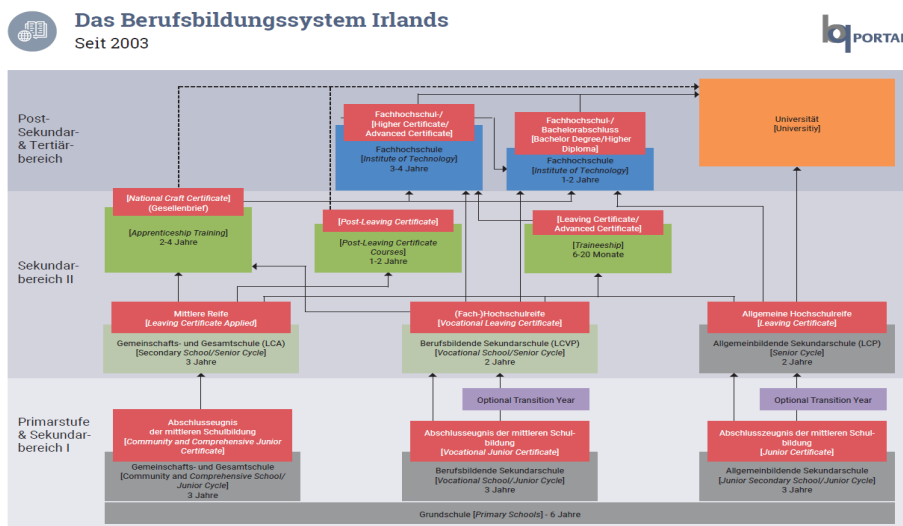 Das Berufsbildungssystem Irlands
Seit 2003
bq PORTAL
Post-
Sekundar-
& Tertiär-
bereich
Fachhochschul-/
[Higher Certificate/
Advanced Certificate]
Fachhochschule
[Institute of Technology]
3-4 Jahre
Fachhochschul-/
Bachelorabschluss
[Bachelor Degree/Higher
Diploma]
Fachhochschule
[Institute of Technology]
1-2 Jahre
Universität
[Universitiy]
Sekundar-
bereich II
[National Craft Certificate]
(Gesellenbrief)
[Apprenticeship Training]
2-4 Jahre
[Post-Leaving Certificate]
[Post-Leaving Certificate
Courses]
1-2 Jahre
[Leaving Certificate/
Advanced Certificate]
[Traineeship]
6-20 Monate
Mittlere Reife
[Leaving Certificate Applied]
Gemeinschafts- und Gesamtschule (LCA)
[Secondary School/Senior Cycle]
3 Jahre
(Fach-)Hochschulreife
[Vocational Leaving Certificate]
Berufsbildende Sekundarschule (LCVP)
[Vocational School/Senior Cycle]
2 Jahre
Allgemeine Hochschulreife
[Leaving Certificate]
Allgemeinbildende Sekundarschule (LCP)
[Senior Cycle]
2 Jahre
Primarstufe
& Sekundar-
bereich I
Optional Transition Year
Optional Transition Year
Abschlusseugnis
der mittleren Schulbildung
[Community and Comprehensive Junior
Certificate]
Gemeinschafts- und Gesamtschule
[Community and Comprehensive School/
Junior Cycle]
3 Jahre
Abschlusseugnis der mittleren Schul-
bildung
[Vocational Junior Certificate]
Berufsbildende Sekundarschule
[Vocational School/Junior Cycle]
3 Jahre
Abschlusszeugnis der mittleren Schul-
bildung
[Junior Certificate]
Allgemeinbildende Sekundarschule
[Junior Secondary School/Junior Cycle]
3 Jahre
Grundschule [Primary Schools] - 6 Jahre